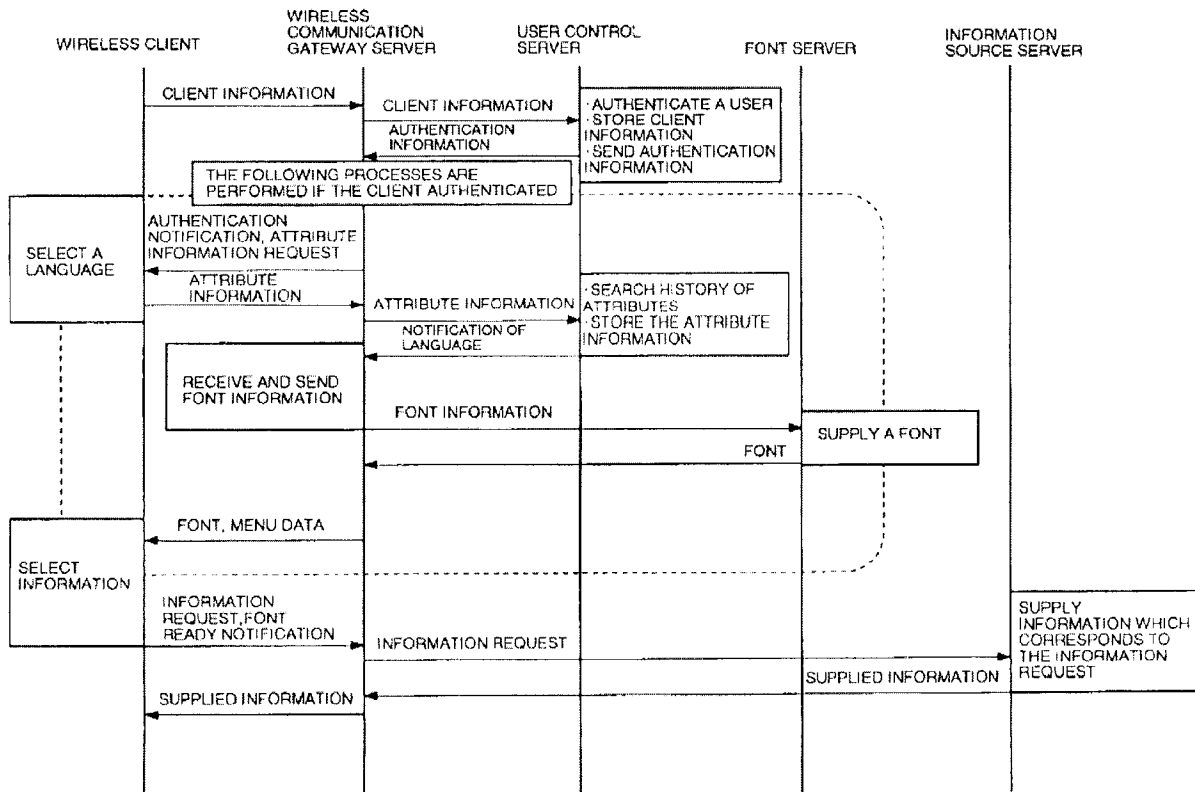 WIRELESS CLIENT
WIRELESS
COMMUNICATION
GATEWAY SERVER
USER CONTROL
SERVER
FONT SERVER
INFORMATION
SOURCE SERVER
CLIENT INFORMATION
CLIENT INFORMATION
· AUTHENTICATE A USER
· STORE CLIENT
INFORMATION
· SEND AUTHENTICATION
INFORMATION
AUTHENTICATION
INFORMATION
THE FOLLOWING PROCESSES ARE
PERFORMED IF THE CLIENT AUTHENTICATED
SELECT A
LANGUAGE
AUTHENTICATION
NOTIFICATION, ATTRIBUTE
INFORMATION REQUEST
ATTRIBUTE
INFORMATION
ATTRIBUTE INFORMATION
· SEARCH HISTORY OF
ATTRIBUTES
· STORE THE ATTRIBUTE
INFORMATION
NOTIFICATION OF
LANGUAGE
RECEIVE AND SEND
FONT INFORMATION
FONT INFORMATION
SUPPLY A FONT
FONT
FONT, MENU DATA
SELECT
INFORMATION
INFORMATION
REQUEST,FONT
READY NOTIFICATION
INFORMATION REQUEST
SUPPLY
INFORMATION WHICH
CORRESPONDS TO
THE INFORMATION
REQUEST
SUPPLIED INFORMATION
SUPPLIED INFORMATION